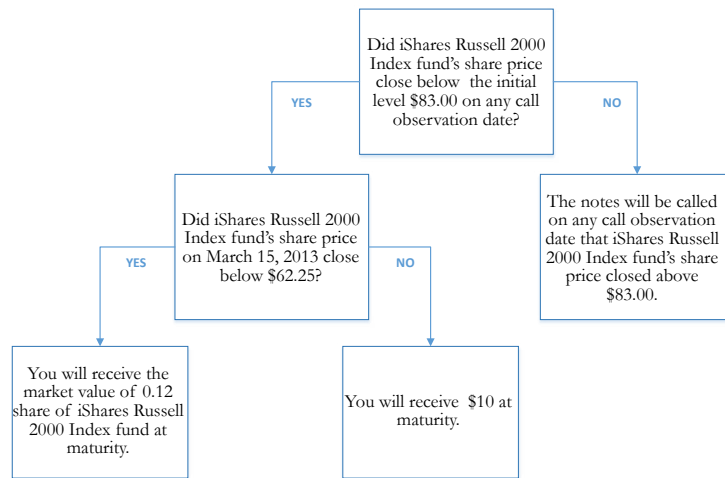 Did iShares Russell 2000
Index fund's share price
close below the initial
level $83.00 on any call
observation date?
YES
NO
Did iShares Russell 2000
Index fund's share price
on March 15, 2013 close
below $62.25?
The notes will be called
on any call observation
date that iShares Russell
2000 Index fund's share
price closed above
$83.00.
YES
NO
You will receive the
market value of 0.12
share of iShares Russell
2000 Index fund at
maturity.
You will receive $10 at
maturity.